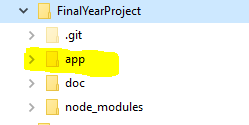 FinalYearProject
.git
app
doc
node_modules